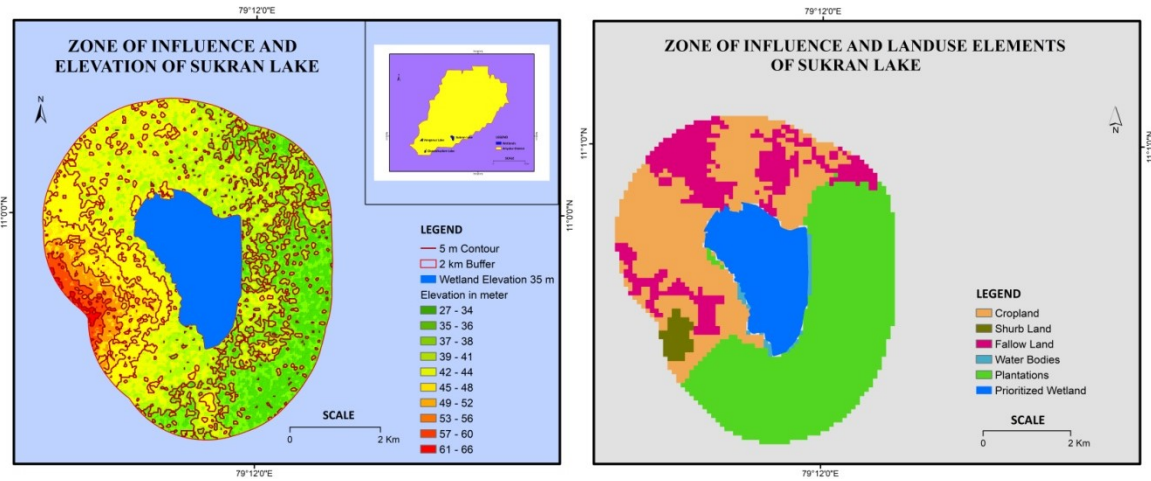 79°12'0"E
ZONE OF INFLUENCE AND
ELEVATION OF SUKRAN LAKE
N
11°0'0"N
11°0'0"N
LEGEND
5 m Contour
2 km Buffer
Wetland Elevation 35 m
Elevation in meter
27 - 34
35 - 36
37 - 38
39 - 41
42 - 44
45 - 48
49 - 52
53 - 56
57 - 60
61 - 66
SCALE
0 2 Km
79°12'0"E
79°12'0"E
ZONE OF INFLUENCE AND LANDUSE ELEMENTS
OF SUKRAN LAKE
N
11°1'0"N
11°1'0"N
LEGEND
Cropland
Shurb Land
Fallow Land
Water Bodies
Plantations
Prioritized Wetland
SCALE
0 2 Km
79°12'0"E